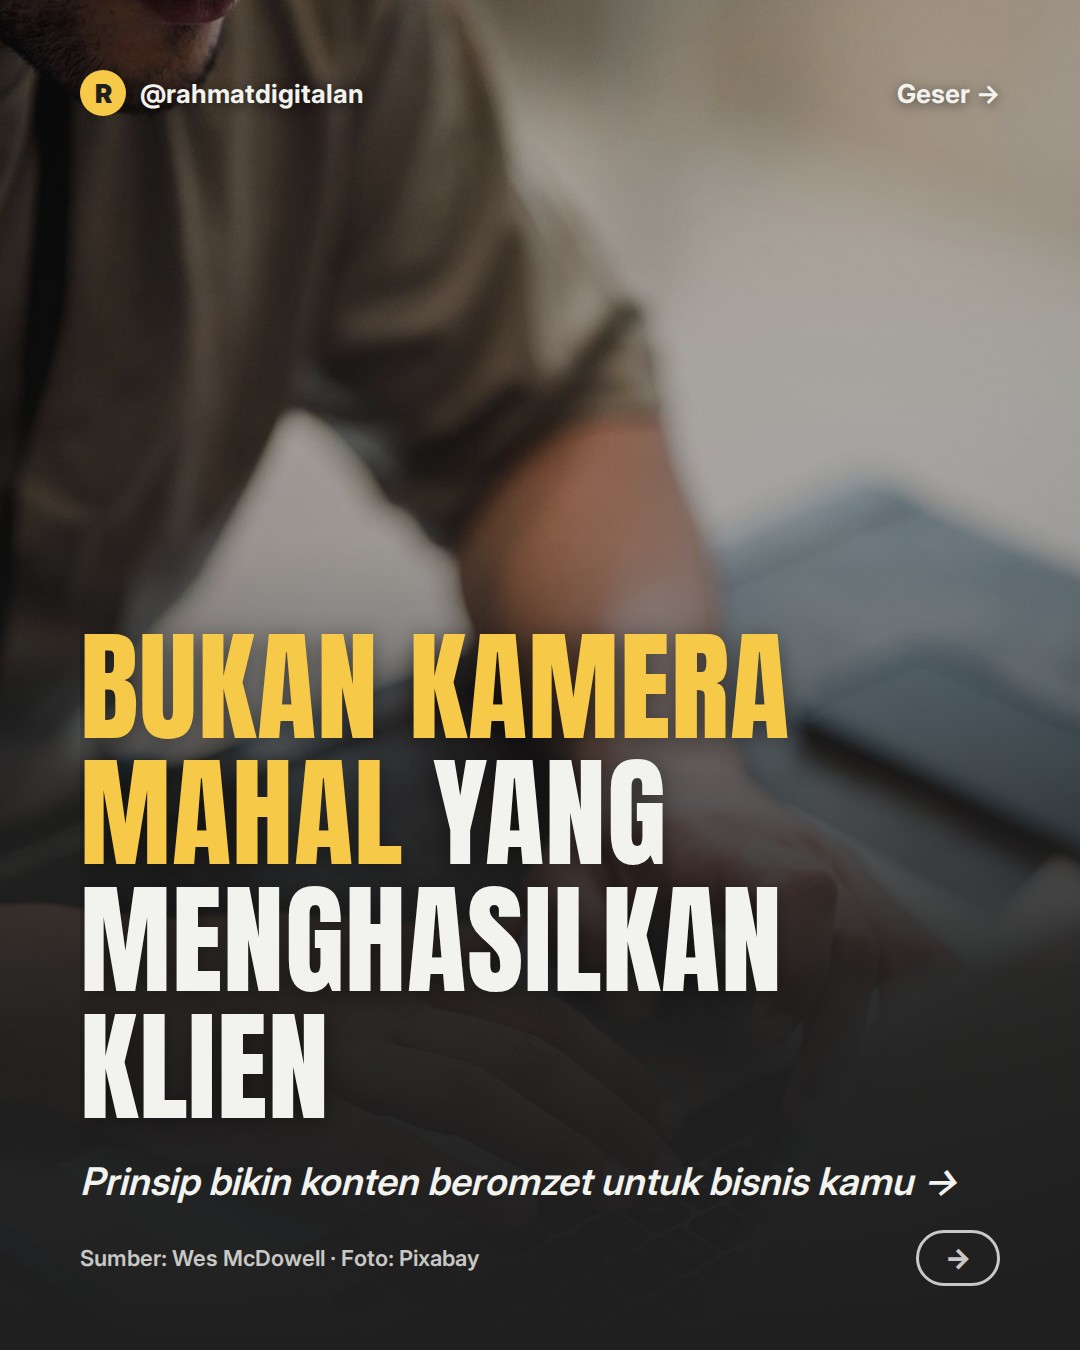 R @rahmatdigitalan
Geser →
BUKAN KAMERA
MAHAL YANG
MENGHASILKAN
KLIEN
Prinsip bikin konten beromzet untuk bisnis kamu →
Sumber: Wes McDowell · Foto: Pixabay
→